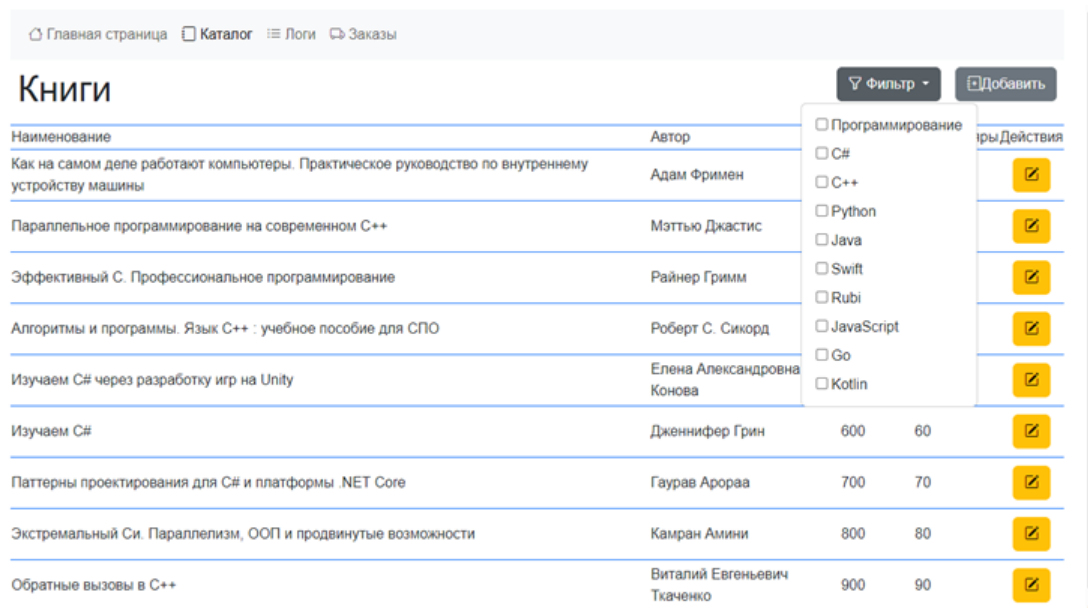 Главная страница Каталог Логи Заказы
Книги
Фильтр Добавить
Программирование
C#
C++
Python
Java
Swift
Rubi
JavaScript
Go
Kotlin
Наименование Автор Действия
Как на самом деле работают компьютеры. Практическое руководство по внутреннему
устройству машины
Адам Фримен
Параллельное программирование на современном C++ Мэттью Джастис
Эффективный C. Профессиональное программирование Райнер Гримм
Алгоритмы и программы. Язык C++ : учебное пособие для СПО Роберт С. Сикорд
Изучаем C# через разработку игр на Unity
Елена Александровна
Конова
Изучаем C# Дженнифер Грин 600 60
Паттерны проектирования для C# и платформы .NET Core Гаурав Арораа 700 70
Экстремальный Си. Параллелизм, ООП и продвинутые возможности Камран Амини 800 80
Обратные вызовы в C++
Виталий Евгеньевич
Ткаченко
900 90